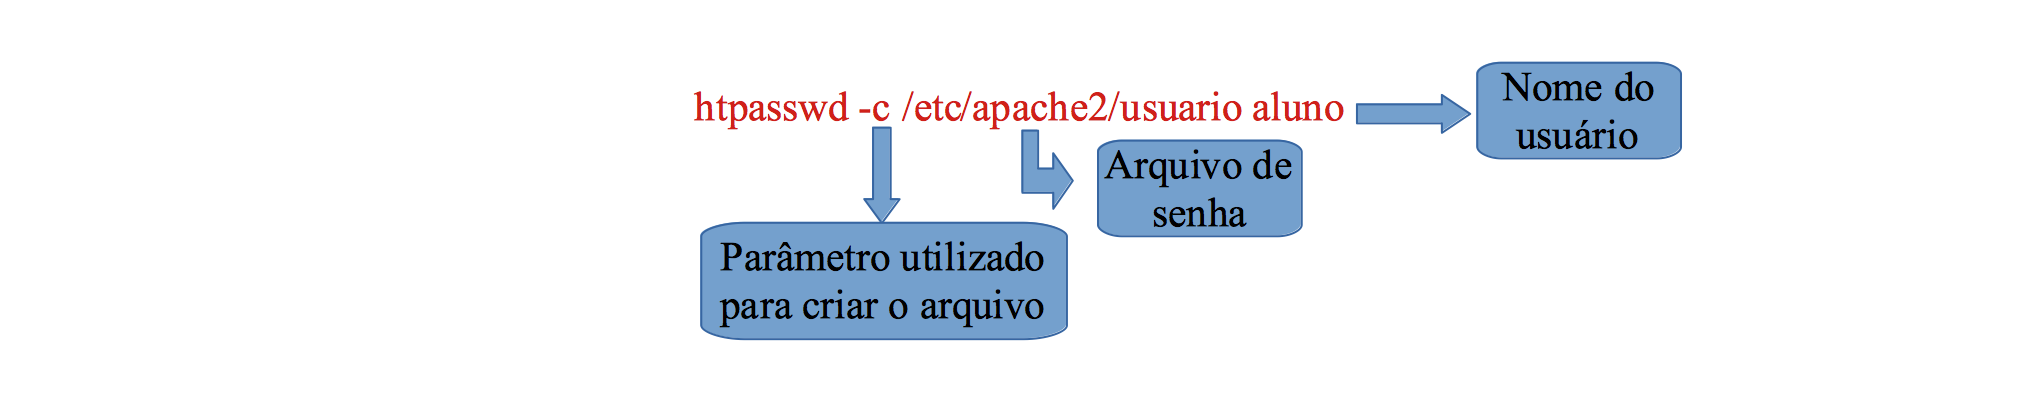 htpasswd -c /etc/apache2/usuario aluno
Nome do
usuário
Arquivo de
senha
Parâmetro utilizado
para criar o arquivo